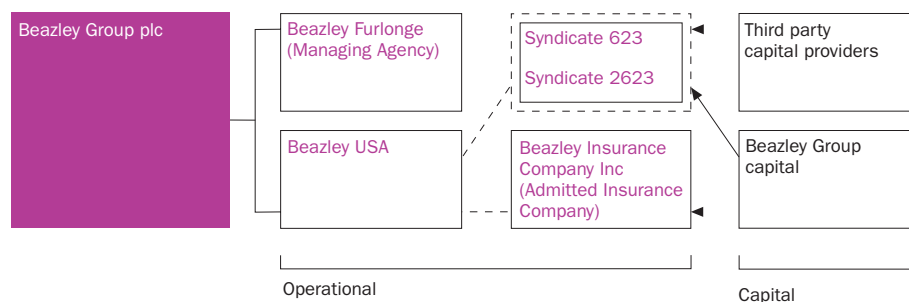 Beazley Group plc
Beazley Furlonge
(Managing Agency)
Syndicate 623
Syndicate 2623
Third party
capital providers
Beazley USA
Beazley Insurance
Company Inc
(Admitted Insurance
Company)
Beazley Group
capital
Operational
Capital